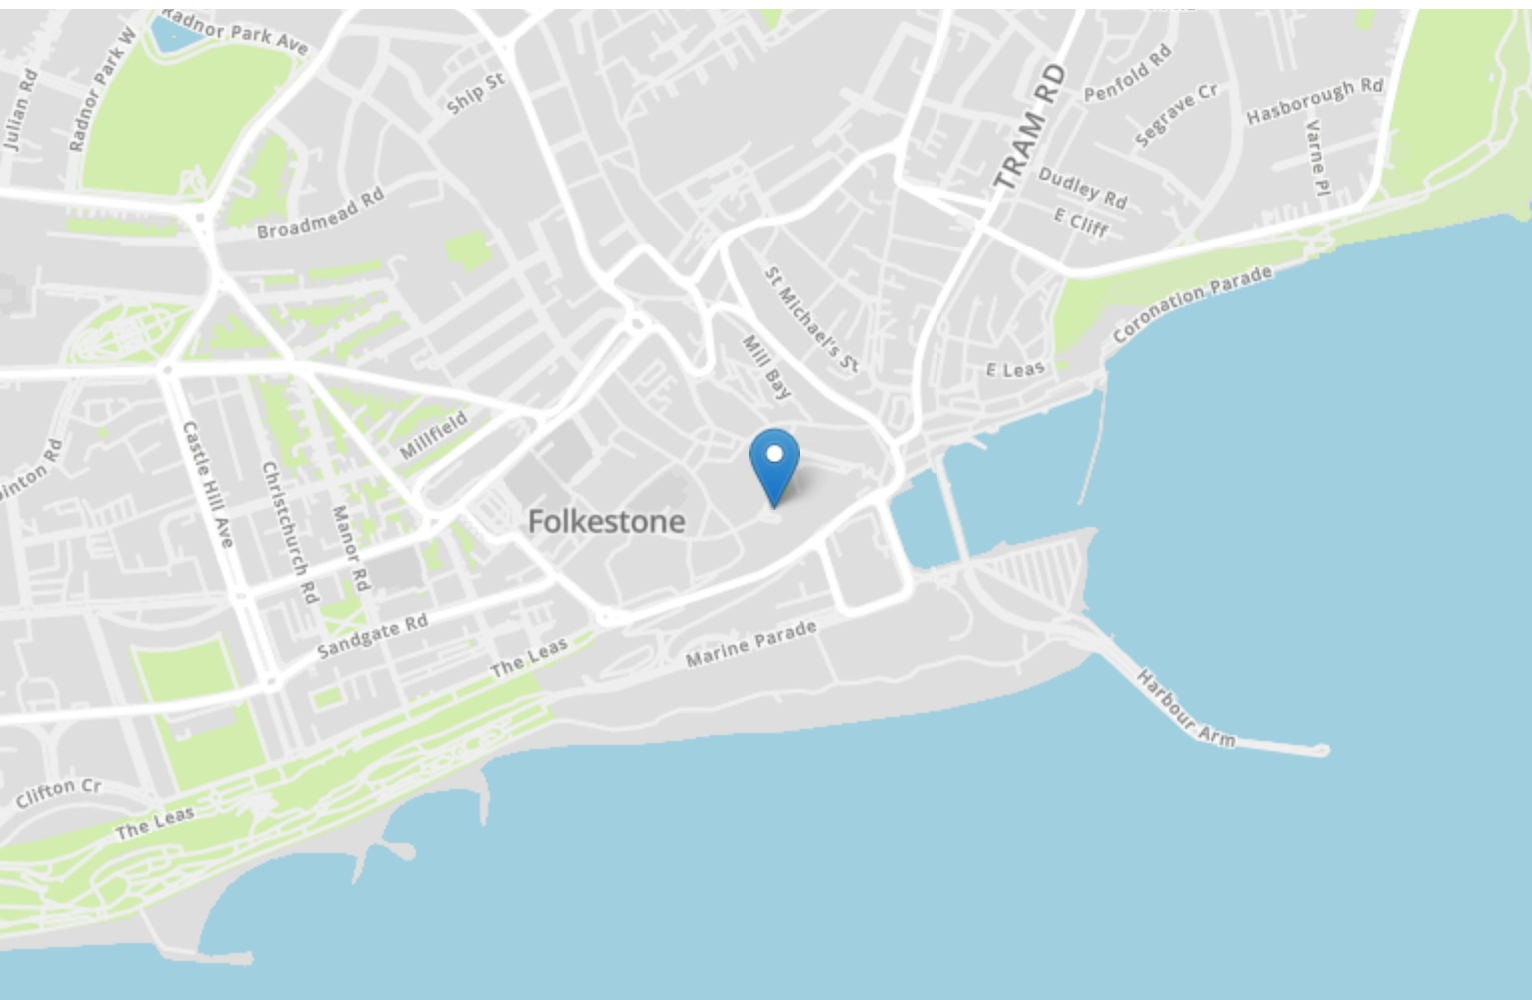 Radnor Park Ave
Radnor Park W
Julian Rd
Ship St
TRAM RD
Penfold Rd
Segrave Cr
Hasborough Rd
Varne Pl
Dudley Rd
E Cliff
Broadmead Rd
St Michael's St
Coronation Parade
Mill Bay
E Leas
Millfield
Castle Hill Ave
Christchurch Rd
Manor Rd
Folkestone
Sandgate Rd
The Leas
Marine Parade
Harbour Arm
Clifton Cr
The Leas